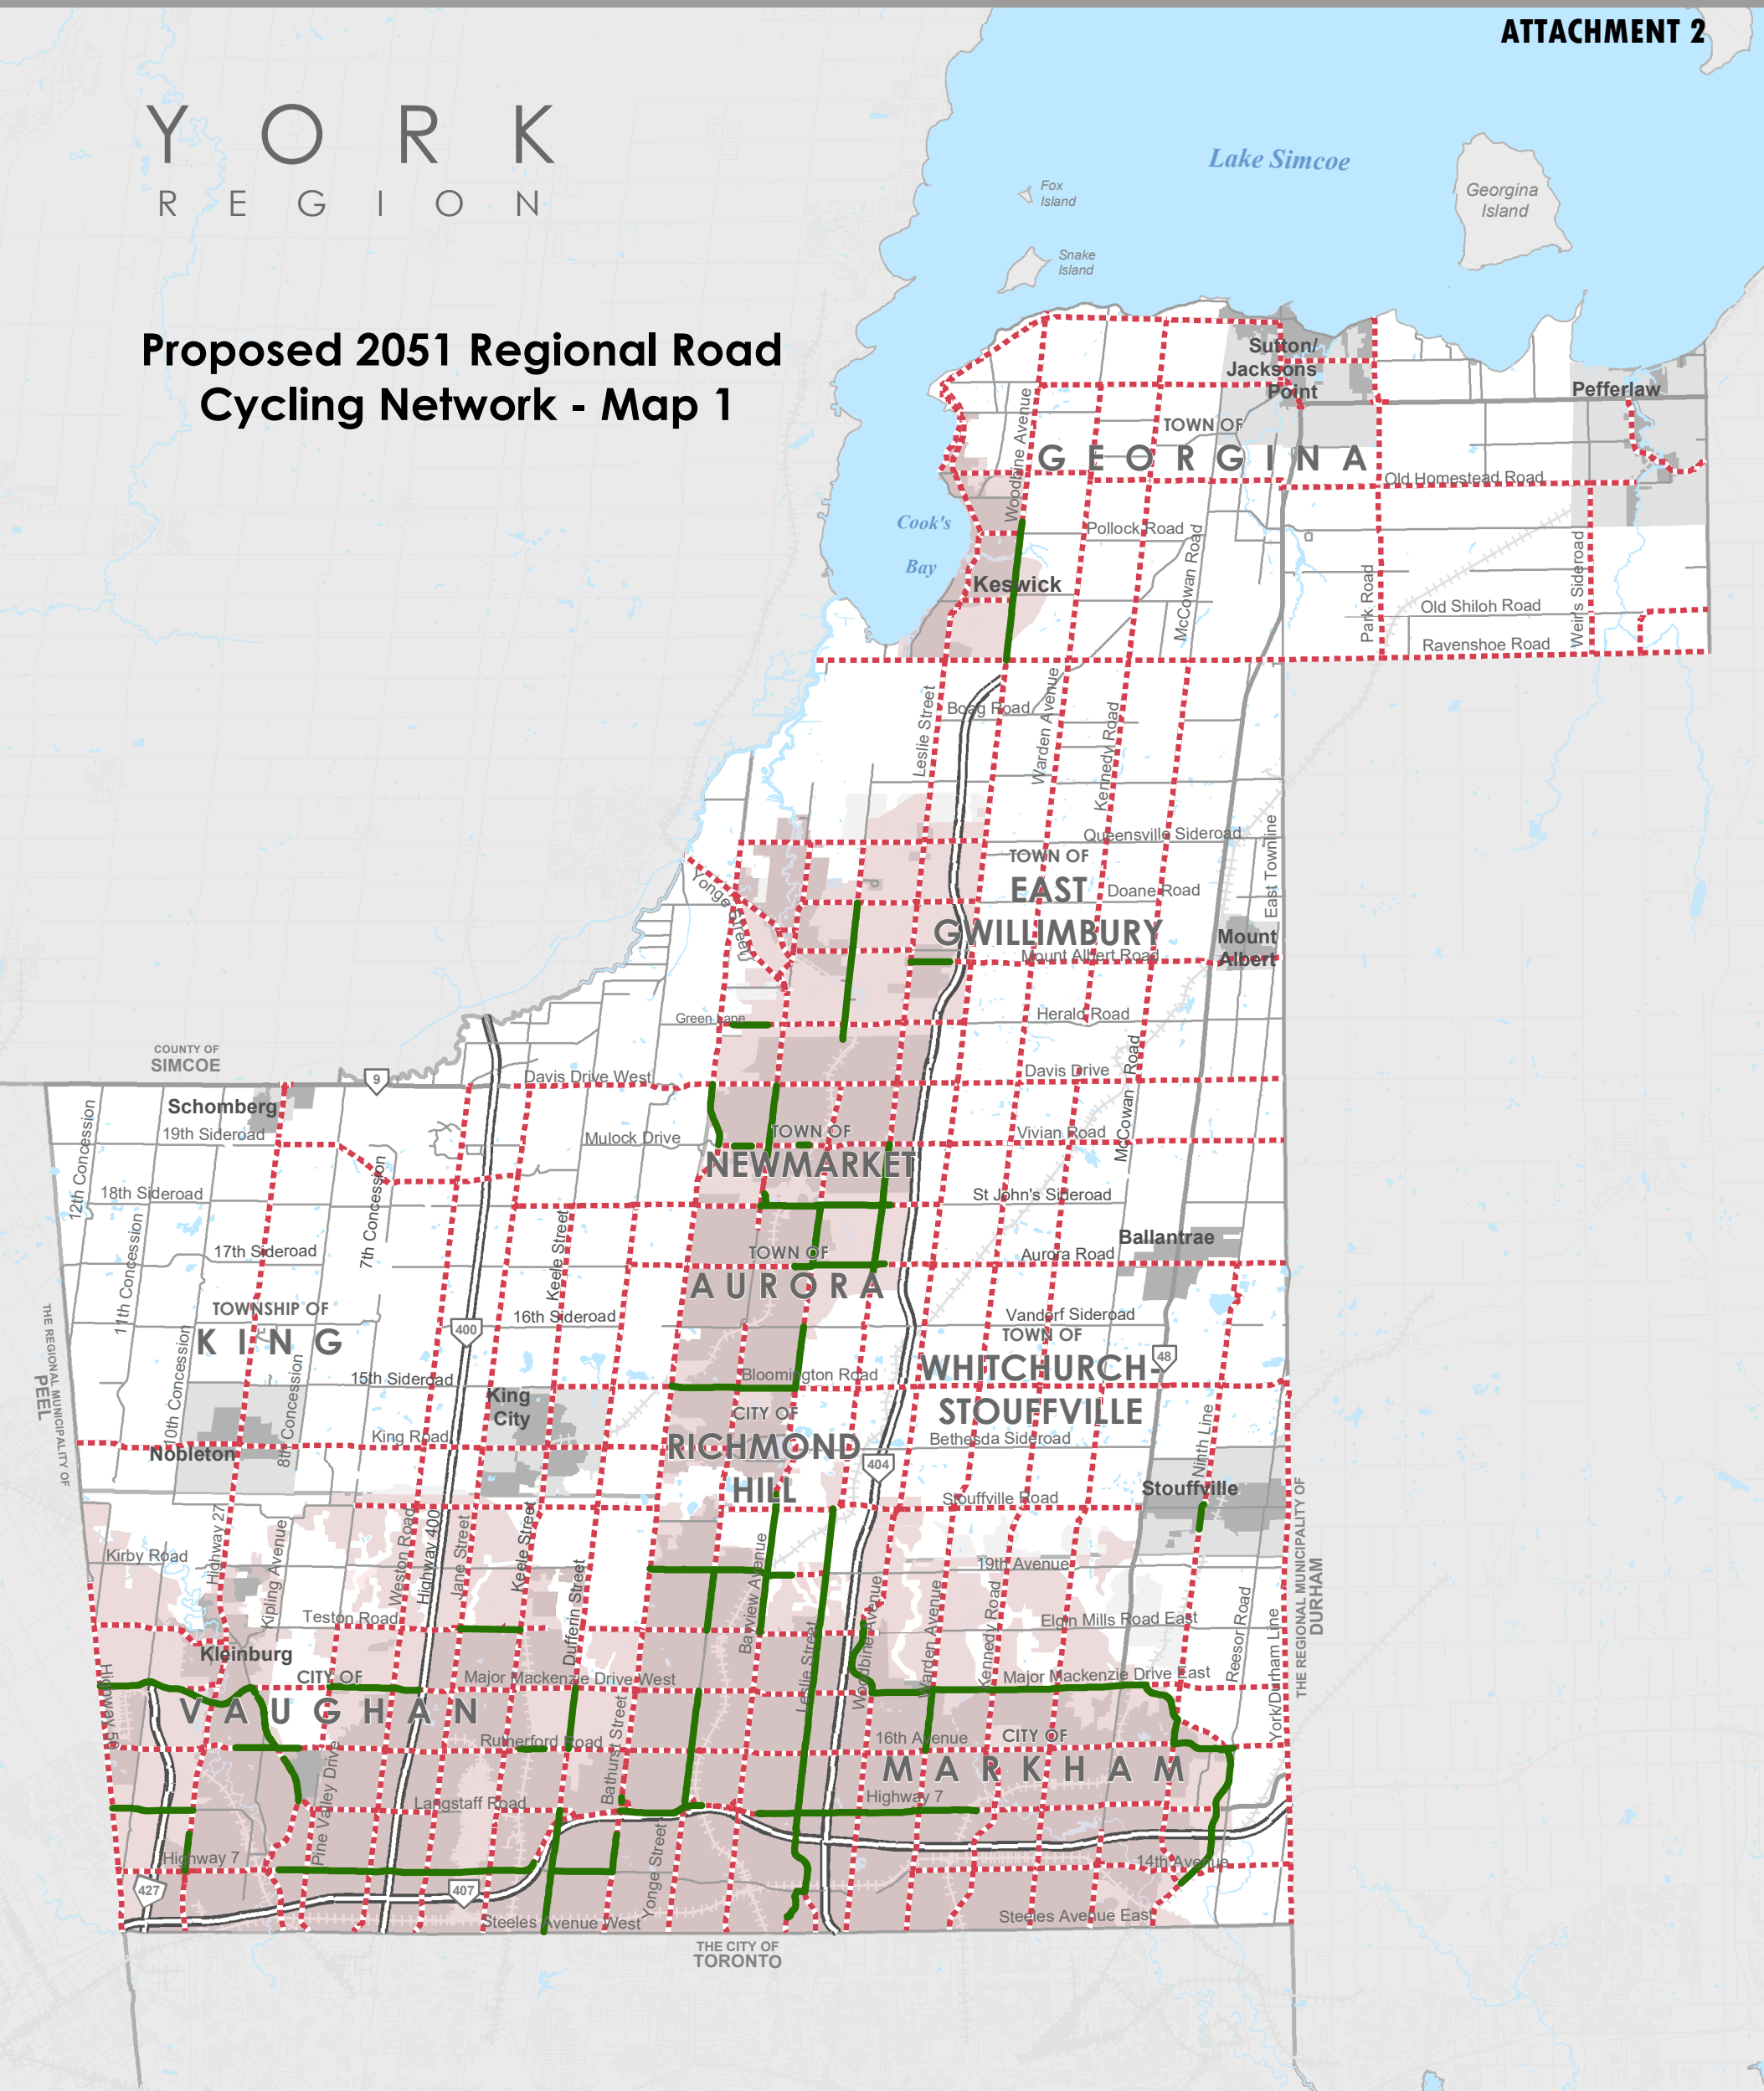 ATTACHMENT 2
YORK
REGION
Proposed 2051 Regional Road
Cycling Network - Map 1
Lake Simcoe
Fox
Island
Georgina
Island
Snake
Island
Sutton/
Jacksons
Point
Pefferlaw
Woodbine Avenue
TOWN OF
GEORGINA
Old Homestead Road
Cook's
Bay
Pollock Road
McCowan Road
Keswick
Park Road
Weir's Sideroad
Old Shiloh Road
Ravenshoe Road
Leslie Street
Boag Road
Warden Avenue
Kennedy Road
Queensville Sideroad
East Townline
TOWN OF
EAST
GWILLIMBURY
Doane Road
Yonge Street
Mount
Albert
Mount Albert Road
Green Lane
Herald Road
COUNTY OF
SIMCOE
9
Davis Drive West
Davis Drive
McCowan Road
12th Concession
Schomberg
19th Sideroad
Mulock Drive
TOWN OF
NEWMARKET
Vivian Road
7th Concession
18th Sideroad
St John's Sideroad
11th Concession
17th Sideroad
Keele Street
TOWN OF
AURORA
Aurora Road
Ballantrae
TOWNSHIP OF
KING
16th Sideroad
400
Vandorf Sideroad
TOWN OF
WHITCHURCH-
STOUFFVILLE
48
THE REGIONAL MUNICIPALITY OF
PEEL
10th Concession
8th Concession
15th Sideroad
King
City
Bloomington Road
CITY OF
RICHMOND
HILL
King Road
Nobleton
Bethesda Sideroad
404
Ninth Line
Stouffville
Stouffville Road
THE REGIONAL MUNICIPALITY OF
DURHAM
Kirby Road
Highway 27
Kipling Avenue
Weston Road
Highway 400
Jane Street
Keele Street
Dufferin Street
Bayview Avenue
Leslie Street
Woodbine Avenue
Warden Avenue
Kennedy Road
19th Avenue
Reesor Road
York/Durham Line
Teston Road
Elgin Mills Road East
Kleinburg
CITY OF
VAUGHAN
Major Mackenzie Drive West
Major Mackenzie Drive East
Highway 50
Rutherford Road
Bathurst Street
16th Avenue
CITY OF
MARKHAM
Pine Valley Drive
Langstaff Road
Highway 7
Highway 7
Yonge Street
14th Avenue
427
407
Steeles Avenue West
Steeles Avenue East
THE CITY OF
TORONTO